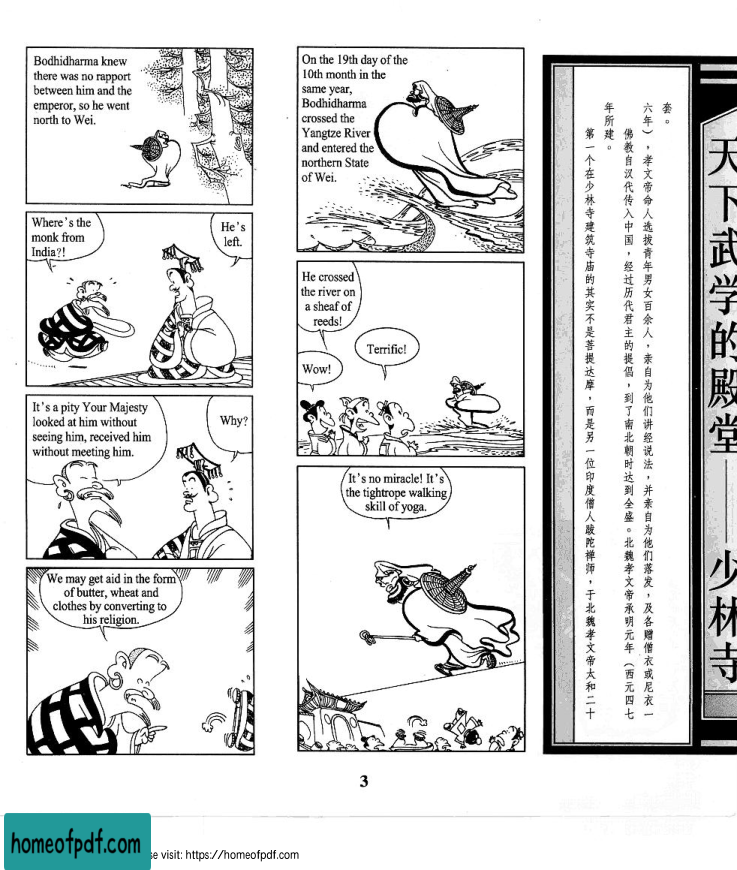 Bodhidharma knew
there was no rapport
between him and the
emperor, so he went
north to Wei.
Where's the
monk from
India?!
He's
left.
It's a pity Your Majesty
looked at him without
seeing him, received him
without meeting him.
Why?
We may get aid in the form
of butter, wheat and
clothes by converting to
his religion.
On the 19th day of the
10th month in the
same year,
Bodhidharma
crossed the
Yangtze River
and entered the
northern State
of Wei.
He crossed
the river on
a sheaf of
reeds!
Wow!
Terrific!
It's no miracle! It's
the tightrope walking
skill of yoga.
天下武学的殿堂——少林寺
第一个在少林寺建筑寺庙的其实不是菩提达摩，而是另一位印度僧人跋陀禅师，于北魏孝文帝太和二十
年所建。
佛教自汉代传入中国，经过历代君主的提倡，到了南北朝时达到全盛。北魏孝文帝承明元年（西元四七
六年），孝文帝命人选拔青年男女百余人，亲自为他们讲经说法，并亲自为他们落发，及各赠僧衣或尼衣一
套。
3
homeofpdf.com
se visit: https://homeofpdf.com